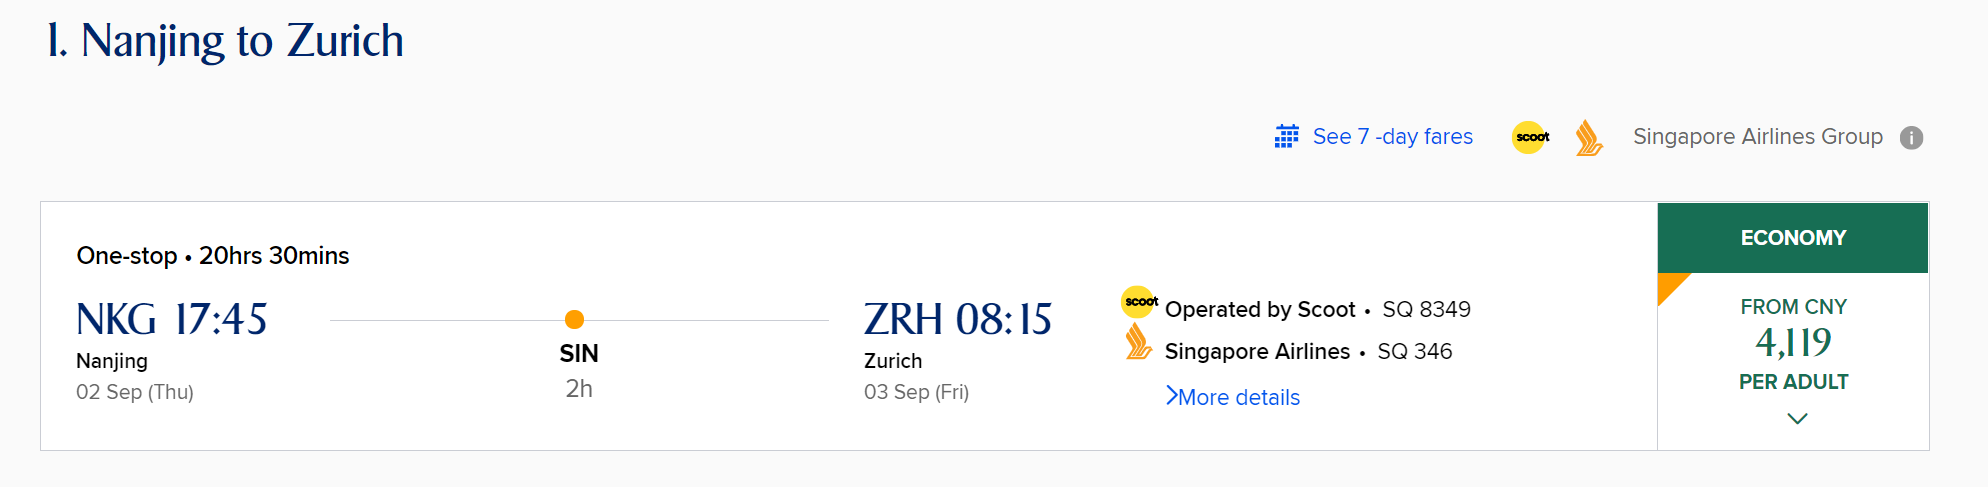 1. Nanjing to Zurich
See 7 -day fares
scoot
Singapore Airlines Group
i
One-stop • 20hrs 30mins
NKG 17:45
Nanjing
02 Sep (Thu)
SIN
2h
ZRH 08:15
Zurich
03 Sep (Fri)
scoot
Operated by Scoot • SQ 8349
Singapore Airlines • SQ 346
More details
ECONOMY
FROM CNY
4,119
PER ADULT